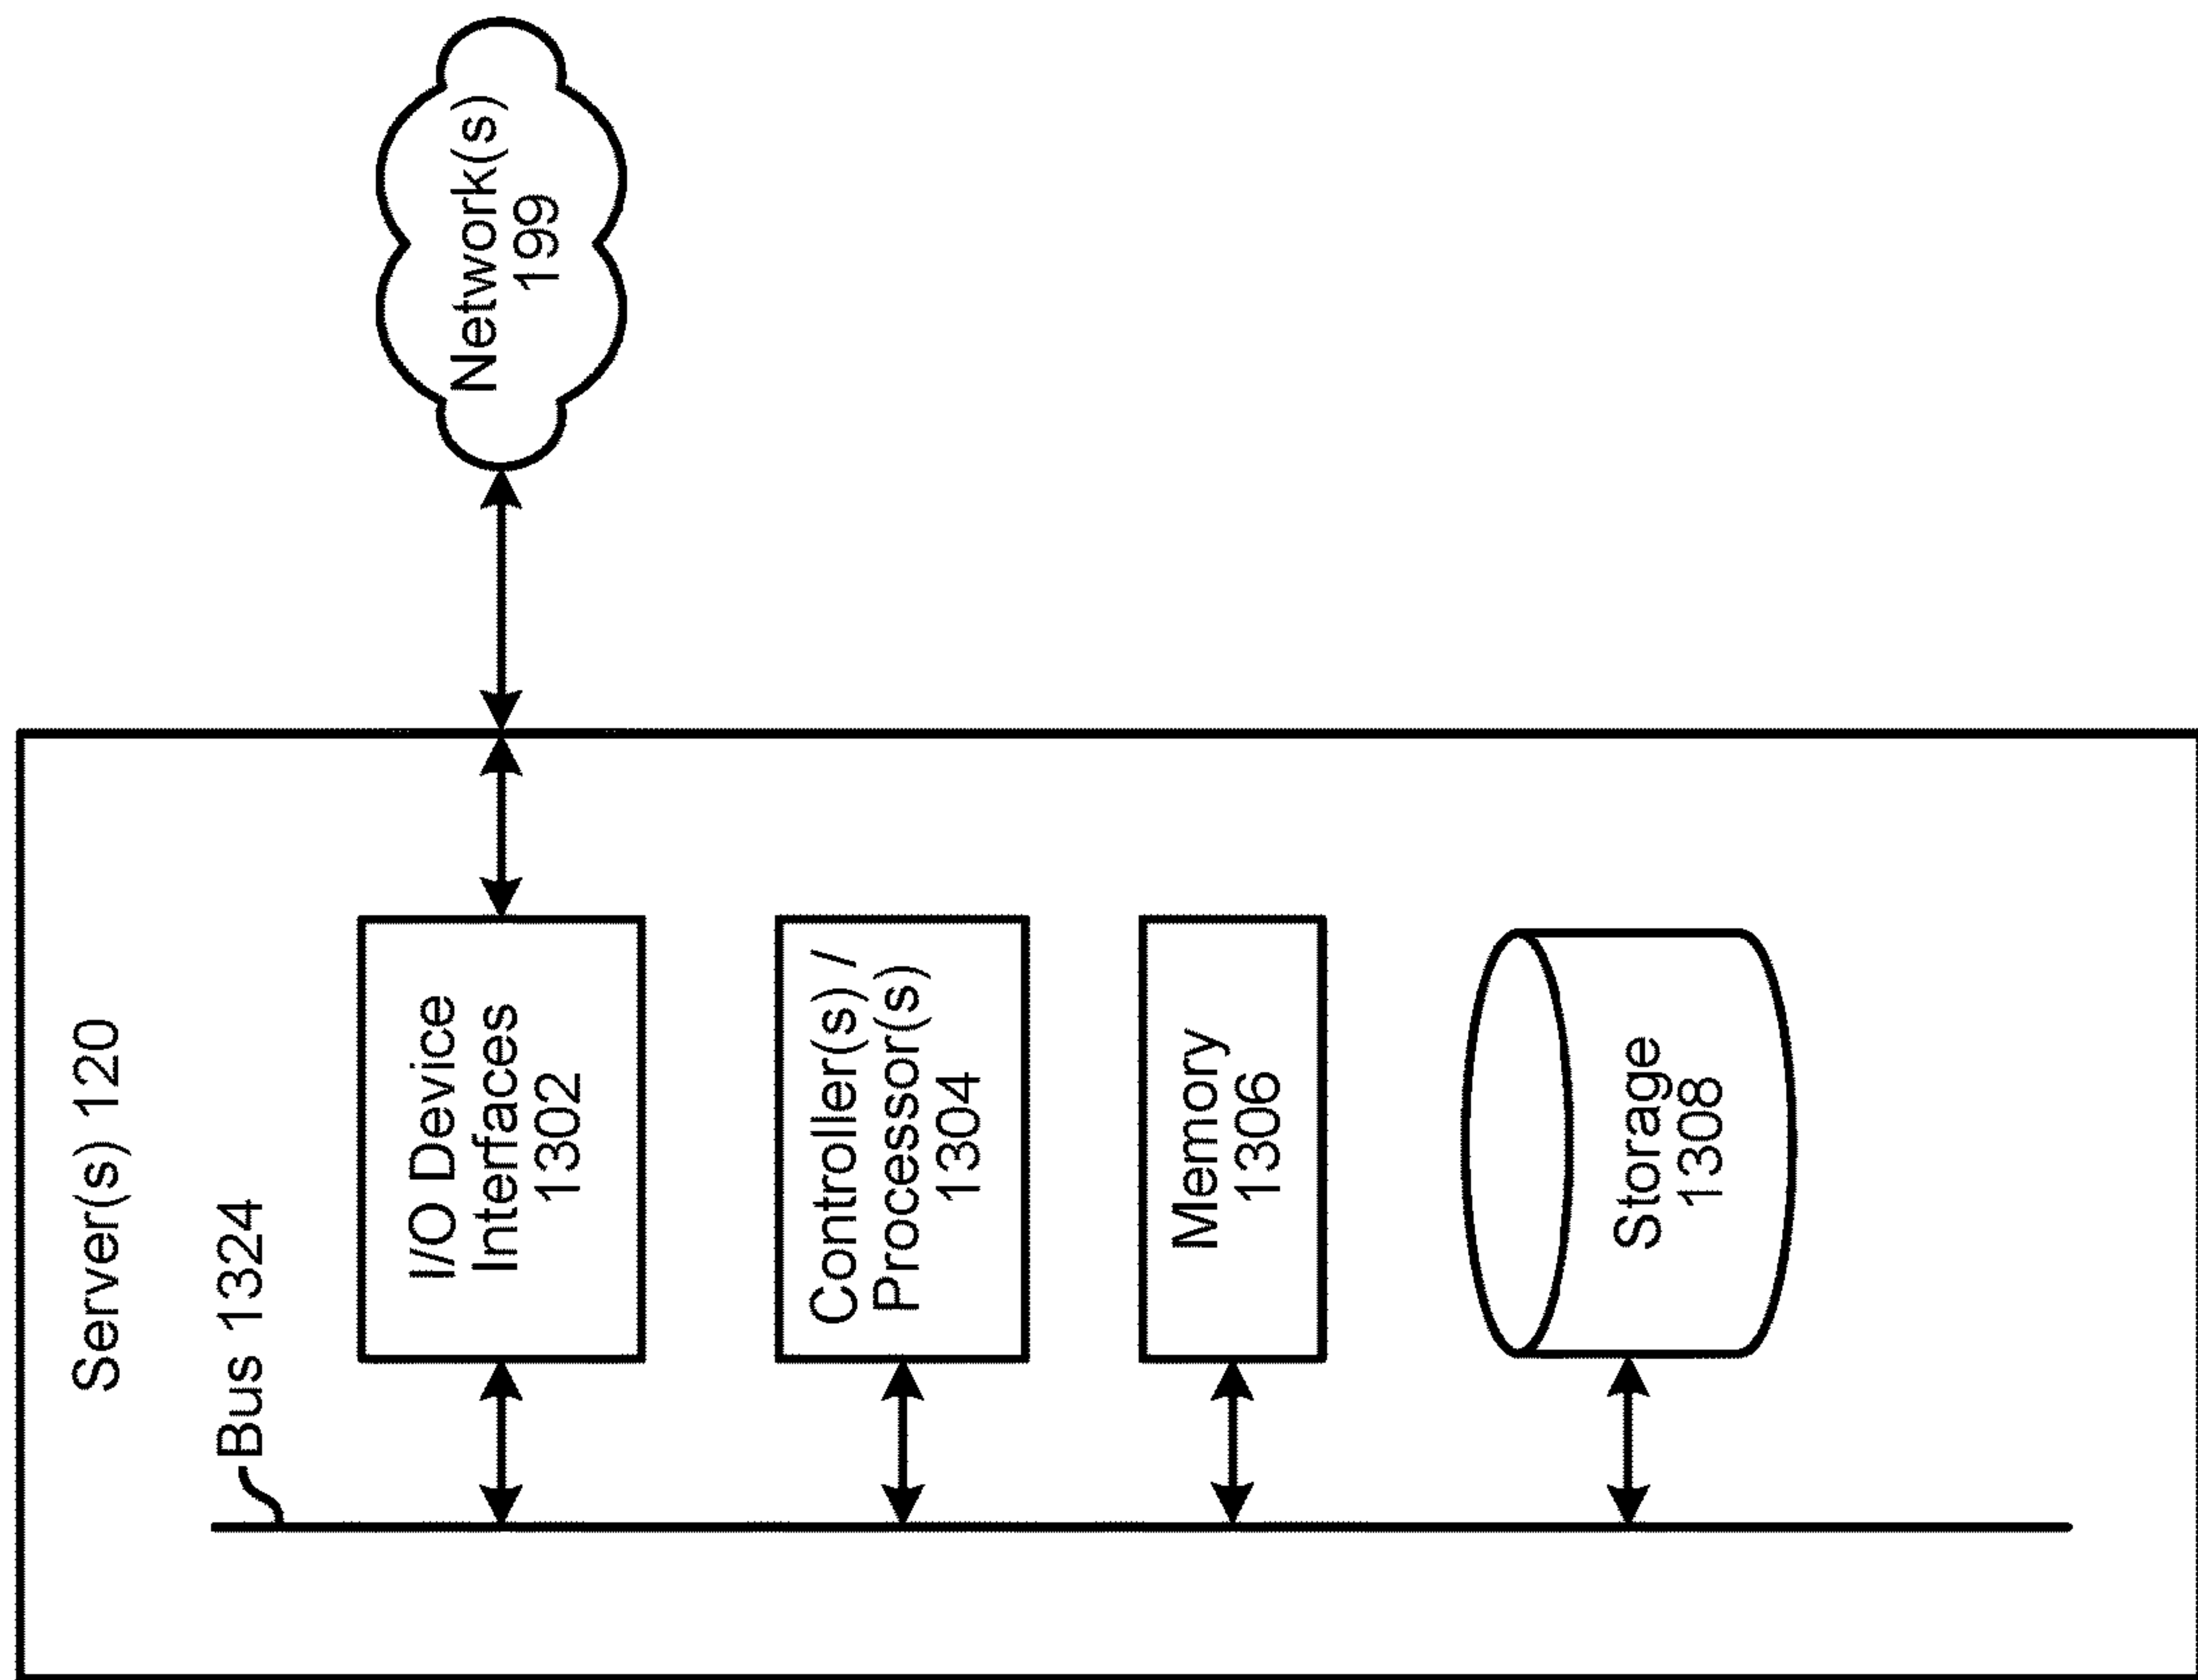 Server(s) 120
Bus 1324
I/O Device
Interfaces
1302
Network(s)
199
Controller(s) /
Processor(s)
1304
Memory
1306
Storage
1308